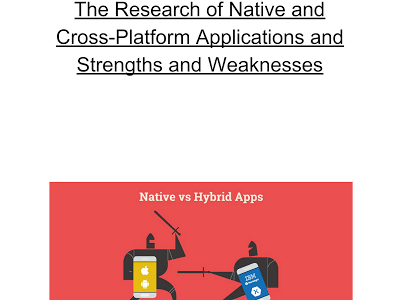 The Research of Native and
Cross-Platform Applications and
Strengths and Weaknesses
Native vs Hybrid Apps
IBM